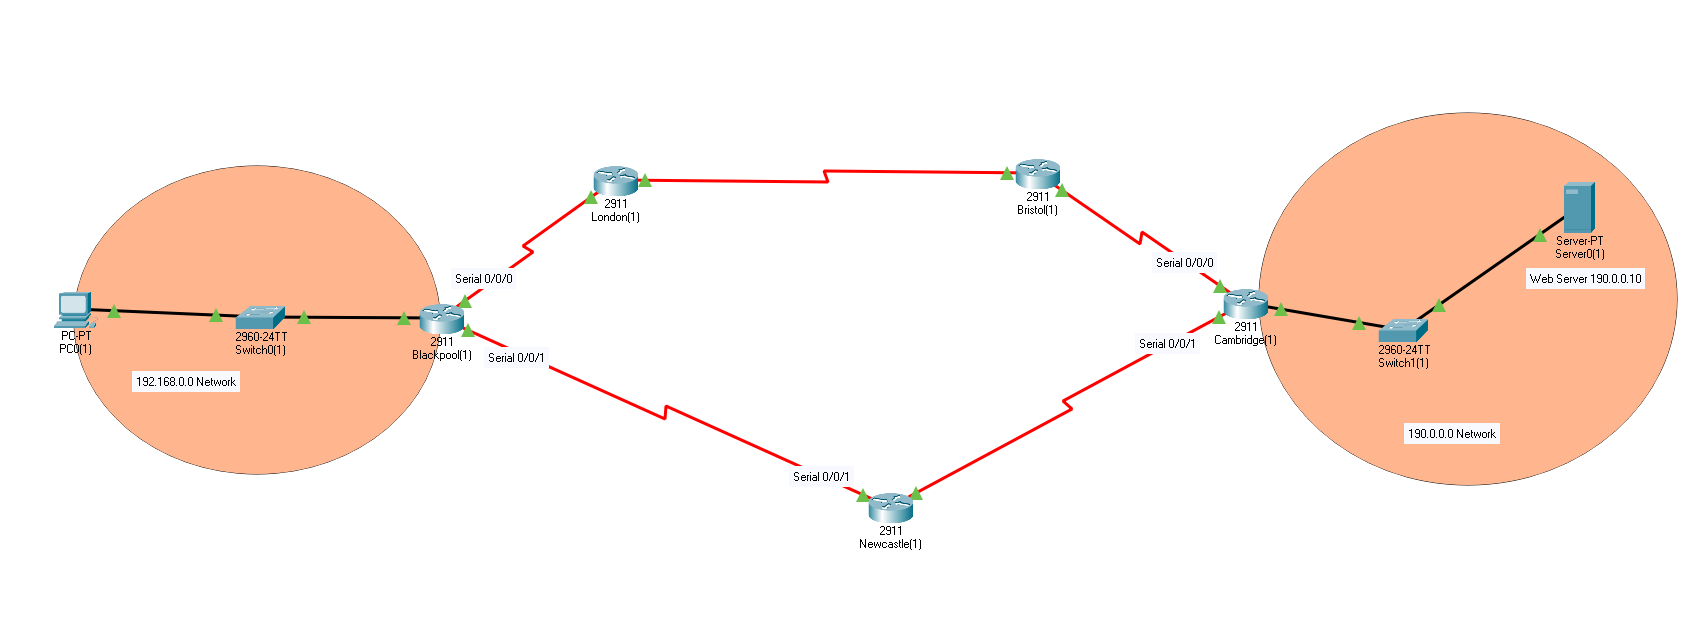 2911
London(1)
2911
Bristol(1)
Serial 0/0/0
Serial 0/0/0
Server-PT
Server0(1)
Web Server 190.0.0.10
PC-PT
PC0(1)
2960-24TT
Switch0(1)
2911
Blackpool(1)
Serial 0/0/1
192.168.0.0 Network
2911
Cambridge(1)
Serial 0/0/1
2960-24TT
Switch1(1)
190.0.0.0 Network
Serial 0/0/1
2911
Newcastle(1)